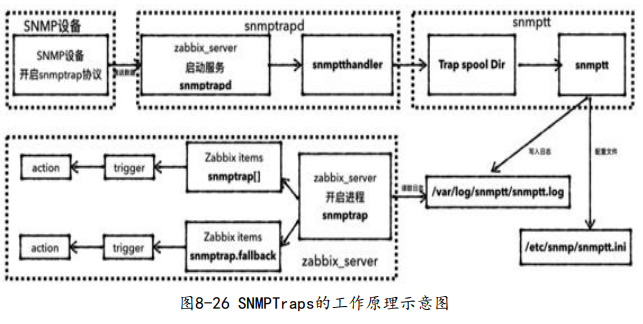 SNMP设备
snmptrapd
snmptt
SNMP设备
开启snmptrap协议
发送数据
zabbix_server
启动服务
snmptrapd
snmptthandler
Trap spool Dir
snmptt
写入日志
配置文件
action
trigger
Zabbix items
snmptrap[]
zabbix_server
开启进程
snmptrap
读取日志
/var/log/snmptt/snmptt.log
action
trigger
Zabbix items
snmptrap.fallback
zabbix_server
/etc/snmp/snmptt.ini
图8-26 SNMPTraps的工作原理示意图